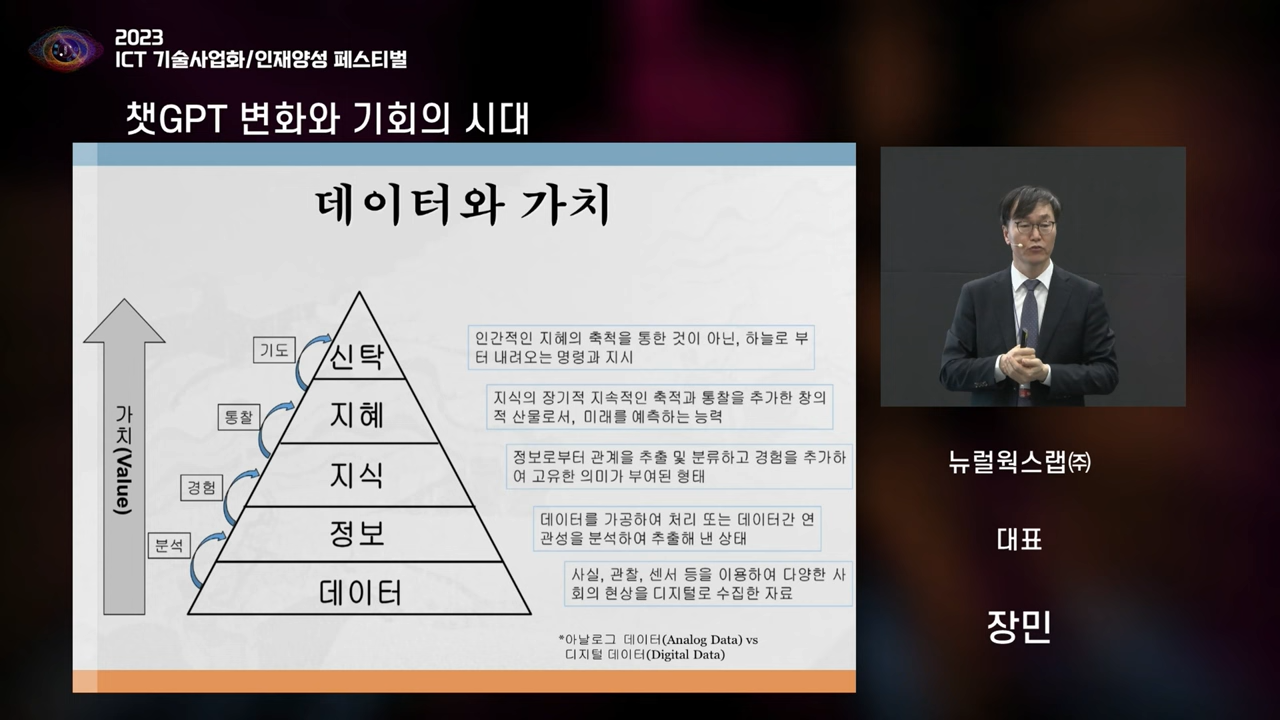 2023
ICT 기술사업화/인재양성 페스티벌
챗GPT 변화와 기회의 시대
데이터와 가치
가치(Value)
기도
신탁
인간적인 지혜의 축척을 통한 것이 아닌, 하늘로 부
터 내려오는 명령과 지시
통찰
지혜
지식의 장기적 지속적인 축적과 통찰을 추가한 창의
적 산물로서, 미래를 예측하는 능력
경험
지식
정보로부터 관계을 추출 및 분류하고 경험을 추가하
여 고유한 의미가 부여된 형태
분석
정보
데이터를 가공하여 처리 또는 데이터간 연
관성을 분석하여 추출해 낸 상태
데이터
사실, 관찰, 센서 등을 이용하여 다양한 사
회의 현상을 디지털로 수집한 자료
*아날로그 데이터(Analog Data) vs
디지털 데이터(Digital Data)
뉴럴웍스랩㈜
대표
장민